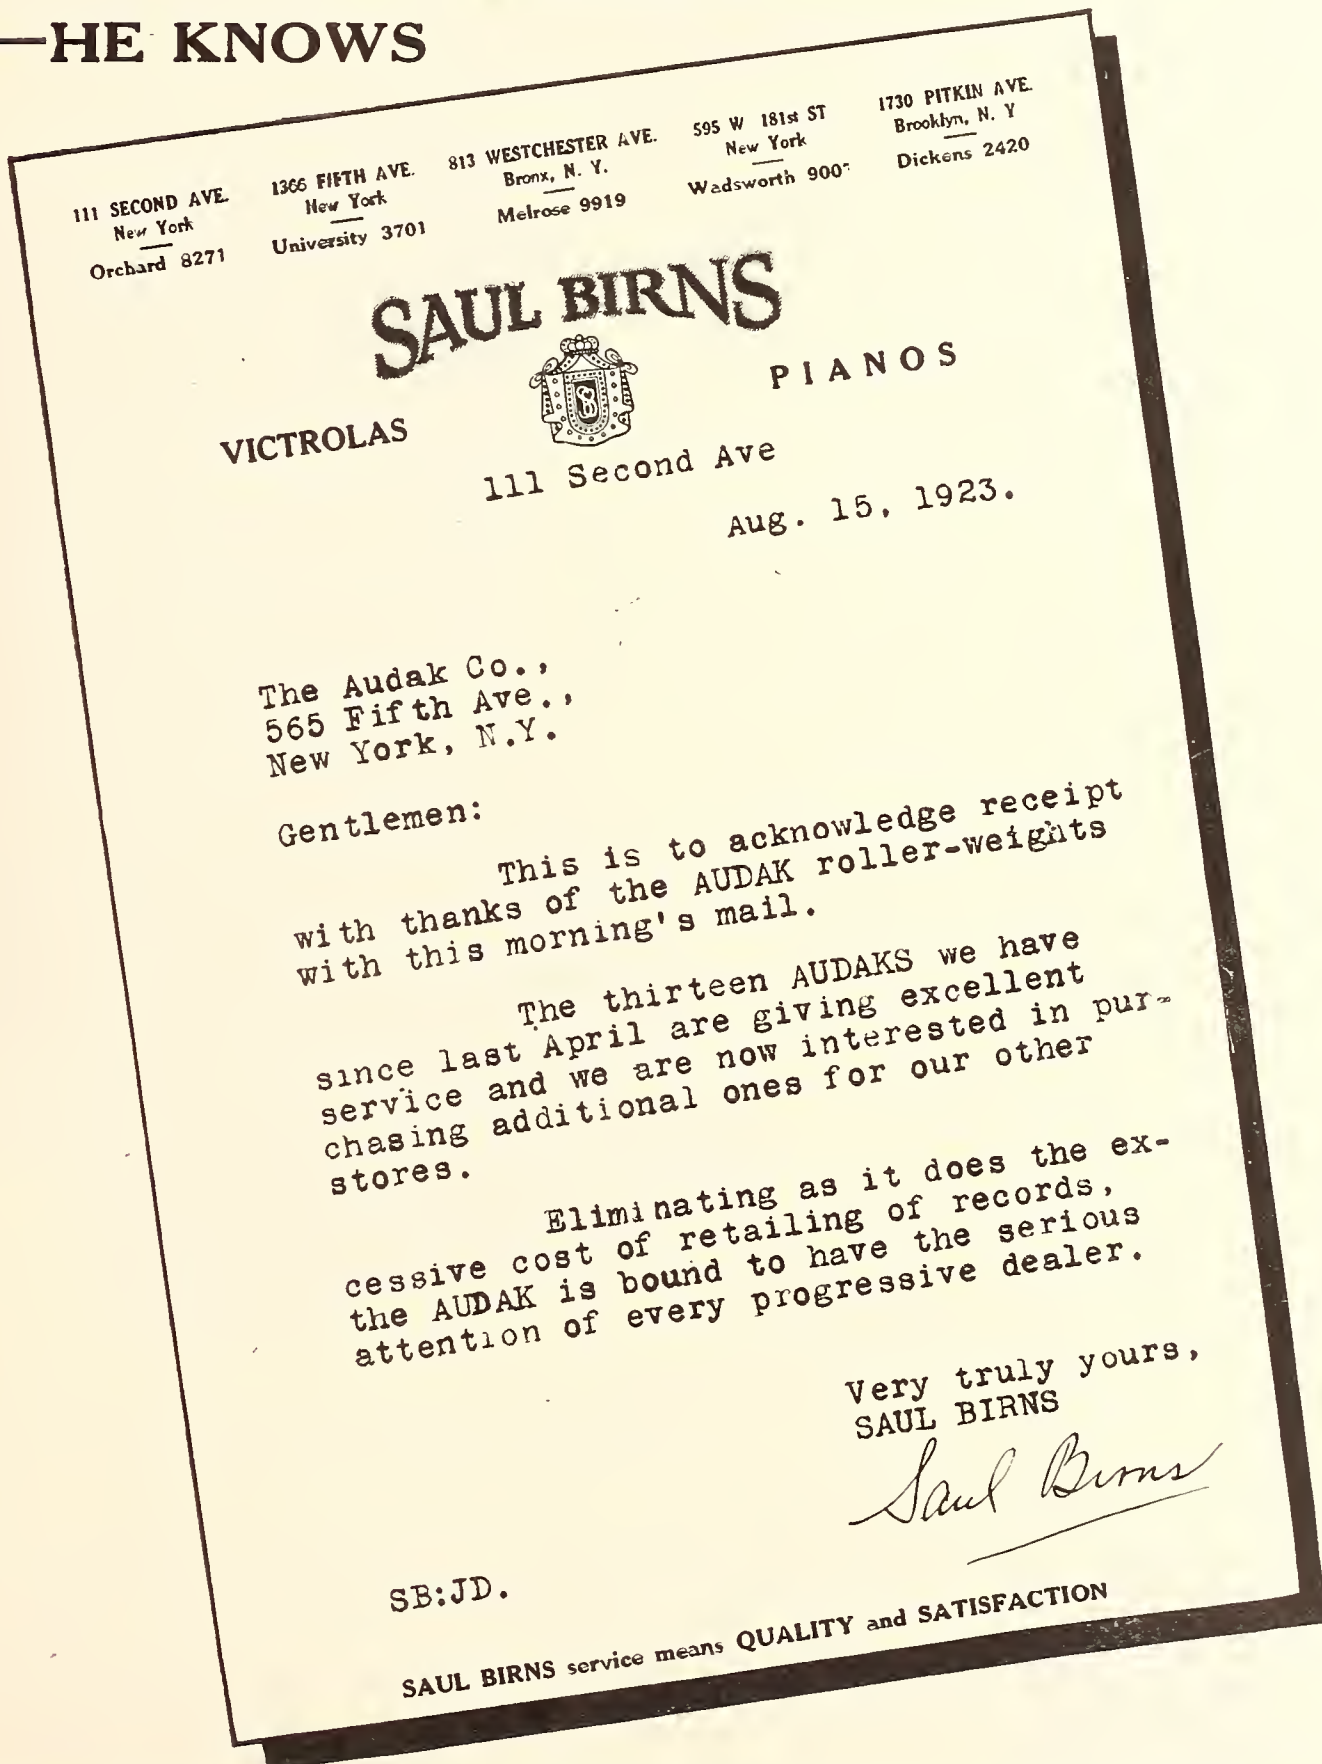 —HE KNOWS
111 SECOND AVE.
New York
Orchard 8271
1366 FIFTH AVE.
New York
University 3701
813 WESTCHESTER AVE.
Bronx, N. Y.
Melrose 9919
595 W 181st ST
New York
Wadsworth
1730 PITKIN AVE.
Brooklyn, N. Y
Dickens 2420
SAUL BIRNS
VICTROLAS
PIANOS
111 Second Ave
Aug. 15, 1923.
The Audak Co.,
565 Fifth Ave.,
New York, N.Y.
Gentlemen:
This is to acknowledge receipt
with thanks of the AUDAK roller-weights
with this morning's mail.
The thirteen AUDAKS we have
since last April are giving excellent
service and we are now interested in pur-
chasing additional ones for our other
stores.
Eliminating as it does the ex-
cessive cost of retailing of records,
the AUDAK is bound to have the serious
attention of every progressive dealer.
Very truly yours,
SAUL BIRNS
Saul Birns
SB:JD.
SAUL BIRNS service means QUALITY and SATISFACTION